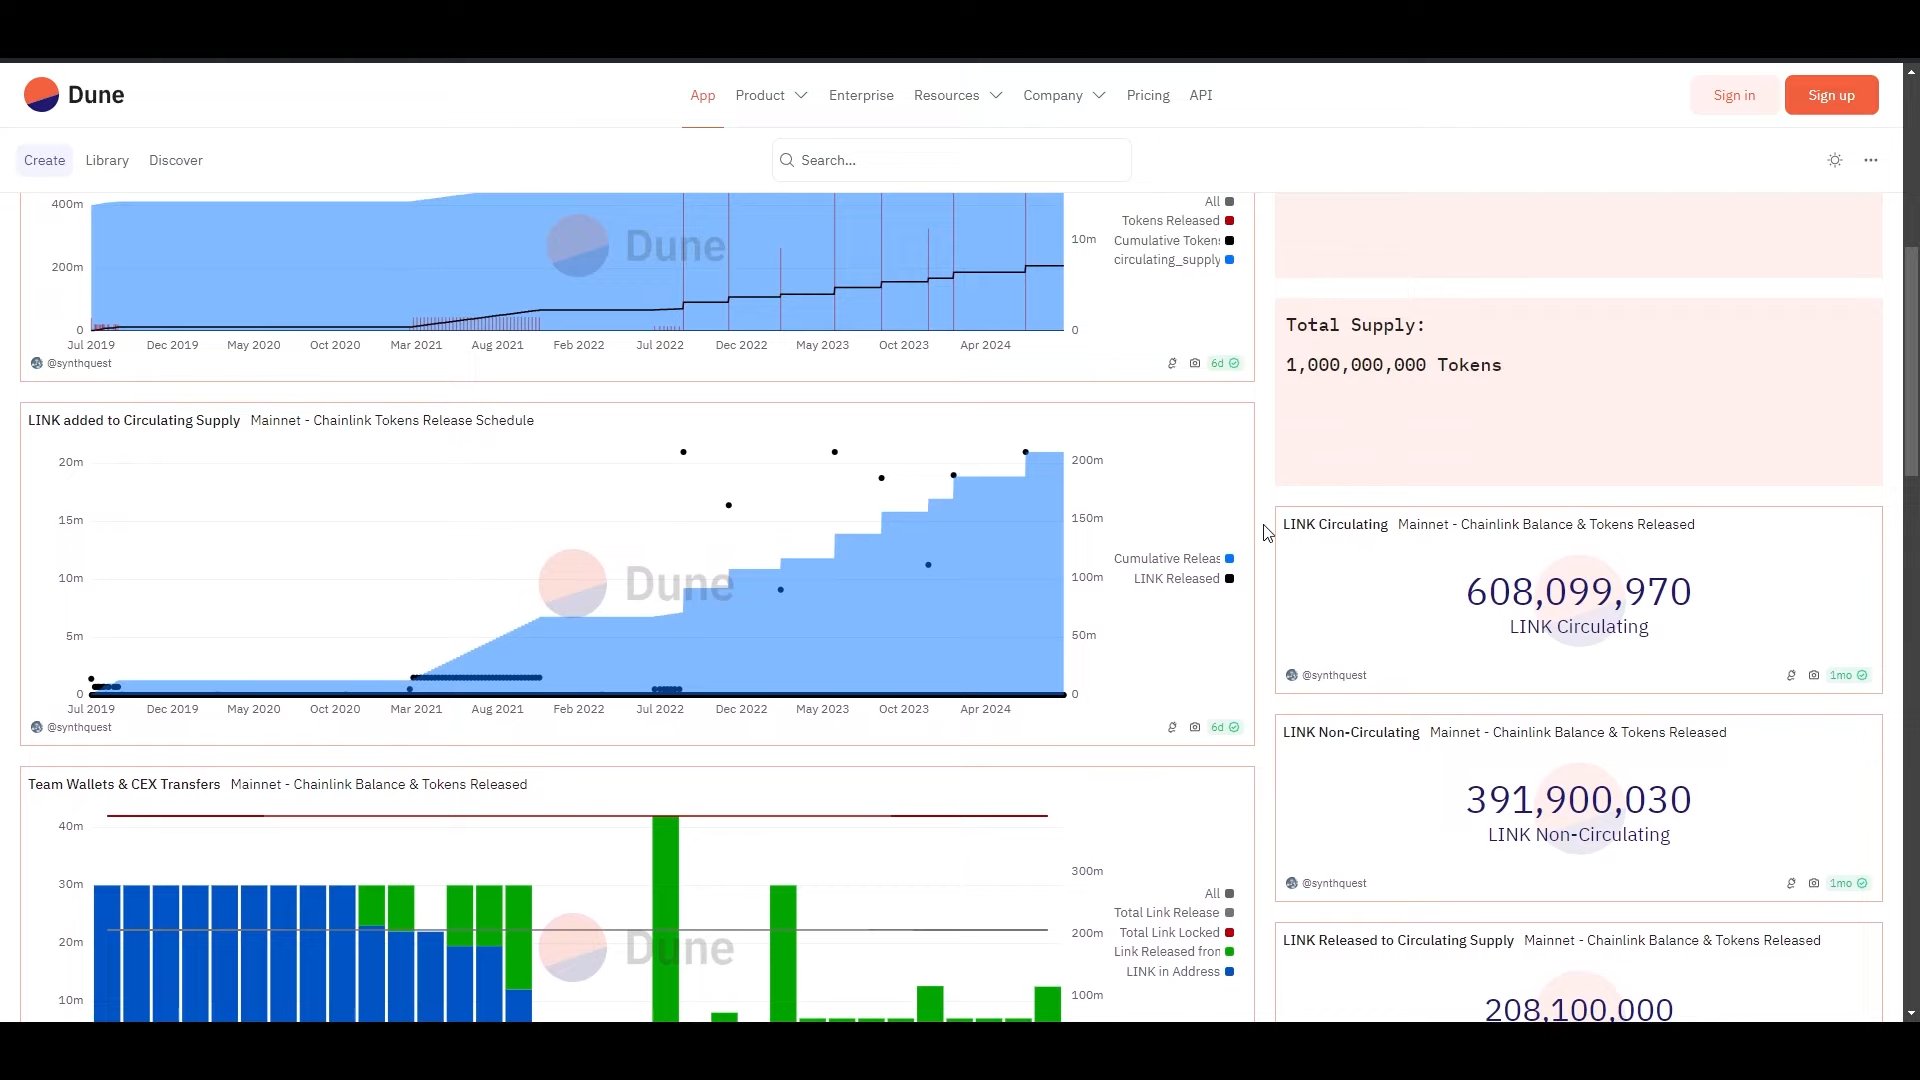 Dune
App
Product
Enterprise
Resources
Company
Pricing
API
Sign in
Sign up
Create
Library
Discover
Search...
400m
200m
0
10m
0
Dune
All
Tokens Released
Cumulative Token
circulating_supply
Jul 2019
Dec 2019
May 2020
Oct 2020
Mar 2021
Aug 2021
Feb 2022
Jul 2022
Dec 2022
May 2023
Oct 2023
Apr 2024
@synthquest
6d
LINK added to Circulating Supply Mainnet - Chainlink Tokens Release Schedule
20m
15m
10m
5m
0
200m
150m
100m
50m
0
Dune
Cumulative Releas
LINK Released
Jul 2019
Dec 2019
May 2020
Oct 2020
Mar 2021
Aug 2021
Feb 2022
Jul 2022
Dec 2022
May 2023
Oct 2023
Apr 2024
@synthquest
6d
Team Wallets & CEX Transfers Mainnet - Chainlink Balance & Tokens Released
40m
30m
20m
10m
300m
200m
100m
Dune
All
Total Link Release
Total Link Locked
Link Released from
LINK in Address
Total Supply:
1,000,000,000 Tokens
LINK Circulating Mainnet - Chainlink Balance & Tokens Released
608,099,970
LINK Circulating
@synthquest
1mo
LINK Non-Circulating Mainnet - Chainlink Balance & Tokens Released
391,900,030
LINK Non-Circulating
@synthquest
1mo
LINK Released to Circulating Supply Mainnet - Chainlink Balance & Tokens Released
208,100,000